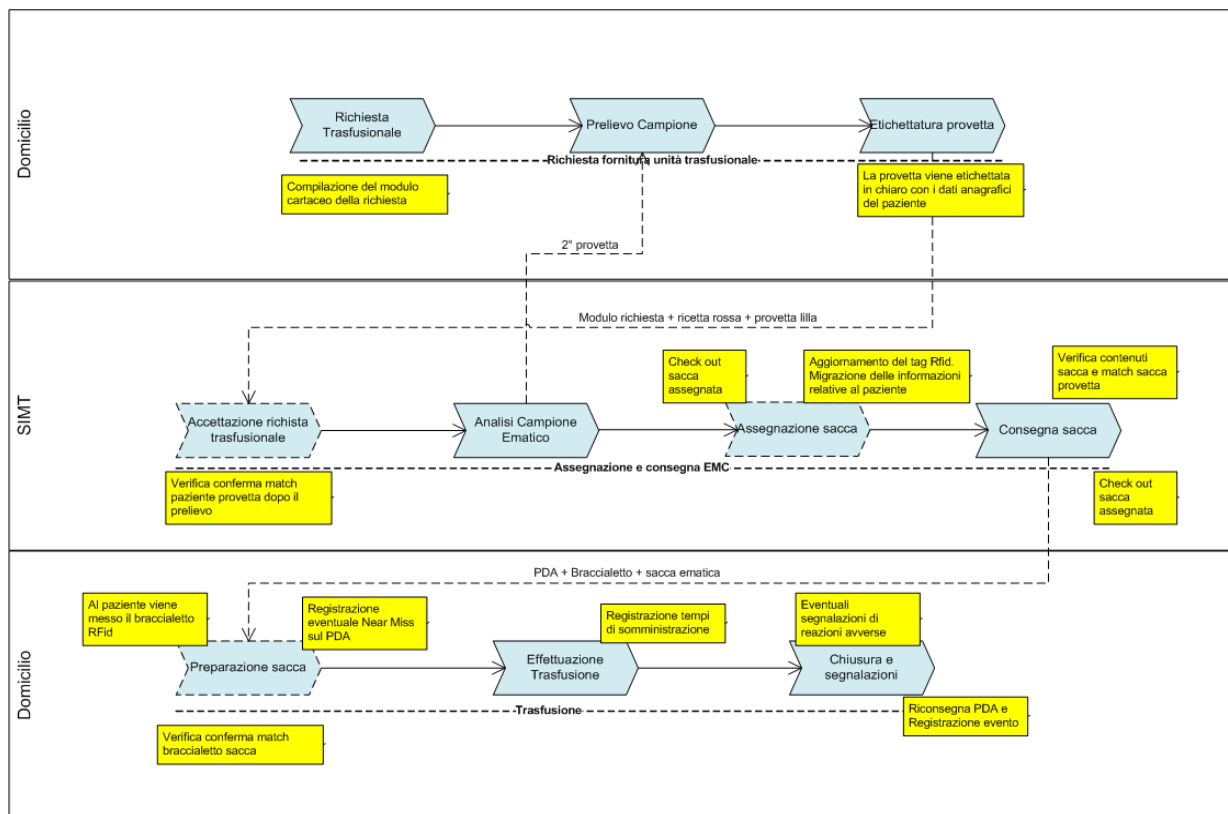 Domicilio
Richiesta
Trasfusionale
Prelievo Campione
Etichettatura provetta
Richiesta fornitura unità trasfusionale
Compilazione del modulo
cartaceo della richiesta
La provetta viene etichettata
in chiaro con i dati anagrafici
del paziente
2° provetta
SIMT
Modulo richiesta + ricetta rossa + provetta lilla
Check out
sacca
assegnata
Aggiornamento del tag Rfid.
Migrazione delle informazioni
relative al paziente
Verifica contenuti
sacca e match sacca
provetta
Accettazione richista
trasfusionale
Analisi Campione
Ematico
Assegnazione sacca
Consegna sacca
Assegnazione e consegna EMC
Verifica conferma match
paziente provetta dopo il
prelievo
Check out
sacca
assegnata
Domicilio
PDA + Braccialetto + sacca ematica
Al paziente viene
messo il braccialetto
RFid
Registrazione
eventuale Near Miss
sul PDA
Registrazione tempi
di somministrazione
Eventuali
segnalazioni di
reazioni avverse
Preparazione sacca
Effettuazione
Trasfusione
Chiusura e
segnalazioni
Trasfusione
Riconsegna PDA e
Registrazione evento
Verifica conferma match
braccialetto sacca